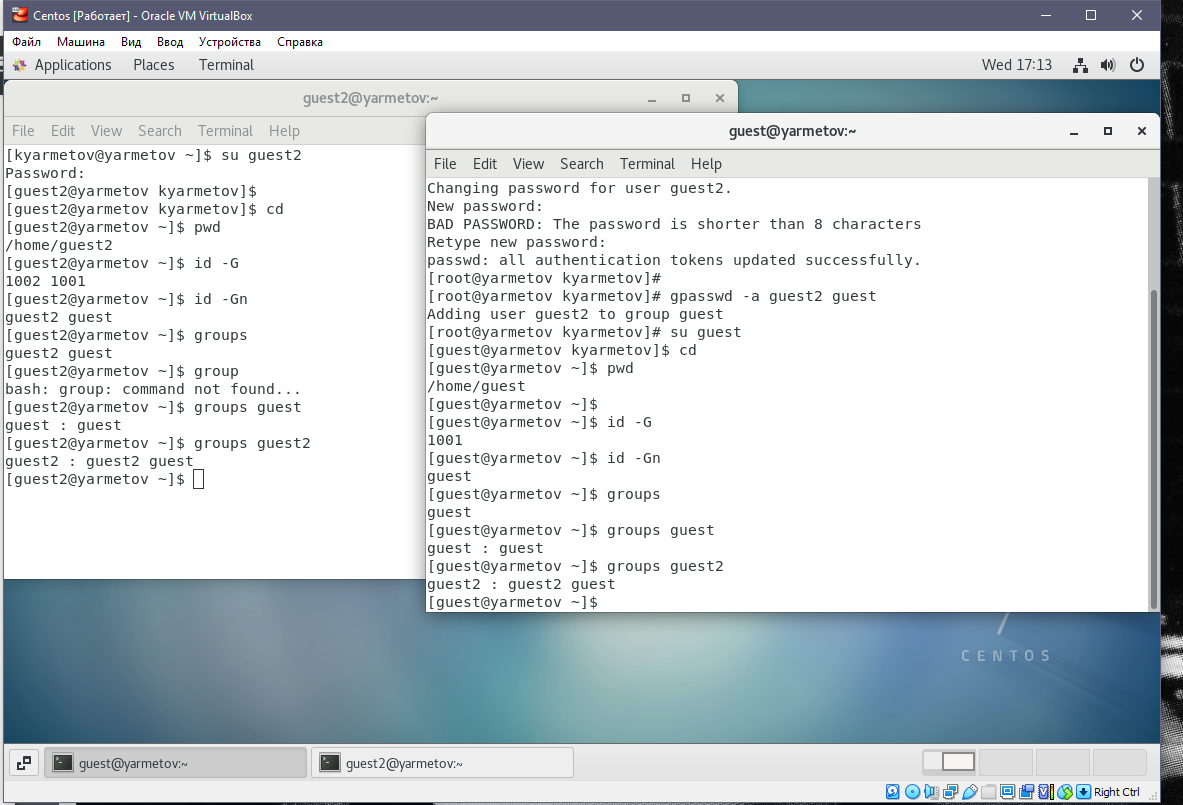 Centos [Работает] - Oracle VM VirtualBox
Файл Машина Вид Ввод Устройства Справка
Applications Places Terminal Wed 17:13
guest2@yarmetov:~
File Edit View Search Terminal Help
[kyarmetov@yarmetov ~]$ su guest2
Password:
[guest2@yarmetov kyarmetov]$
[guest2@yarmetov kyarmetov]$ cd
[guest2@yarmetov ~]$ pwd
/home/guest2
[guest2@yarmetov ~]$ id -G
1002 1001
[guest2@yarmetov ~]$ id -Gn
guest2 guest
[guest2@yarmetov ~]$ groups
guest2 guest
[guest2@yarmetov ~]$ group
bash: group: command not found...
[guest2@yarmetov ~]$ groups guest
guest : guest
[guest2@yarmetov ~]$ groups guest2
guest2 : guest2 guest
[guest2@yarmetov ~]$
guest@yarmetov:~
File Edit View Search Terminal Help
Changing password for user guest2.
New password:
BAD PASSWORD: The password is shorter than 8 characters
Retype new password:
passwd: all authentication tokens updated successfully.
[root@yarmetov kyarmetov]#
[root@yarmetov kyarmetov]# gpasswd -a guest2 guest
Adding user guest2 to group guest
[root@yarmetov kyarmetov]# su guest
[guest@yarmetov kyarmetov]$ cd
[guest@yarmetov ~]$ pwd
/home/guest
[guest@yarmetov ~]$
[guest@yarmetov ~]$ id -G
1001
[guest@yarmetov ~]$ id -Gn
guest
[guest@yarmetov ~]$ groups
guest
[guest@yarmetov ~]$ groups guest
guest : guest
[guest@yarmetov ~]$ groups guest2
guest2 : guest2 guest
[guest@yarmetov ~]$
CENTOS
guest@yarmetov:~
guest2@yarmetov:~
Right Ctrl